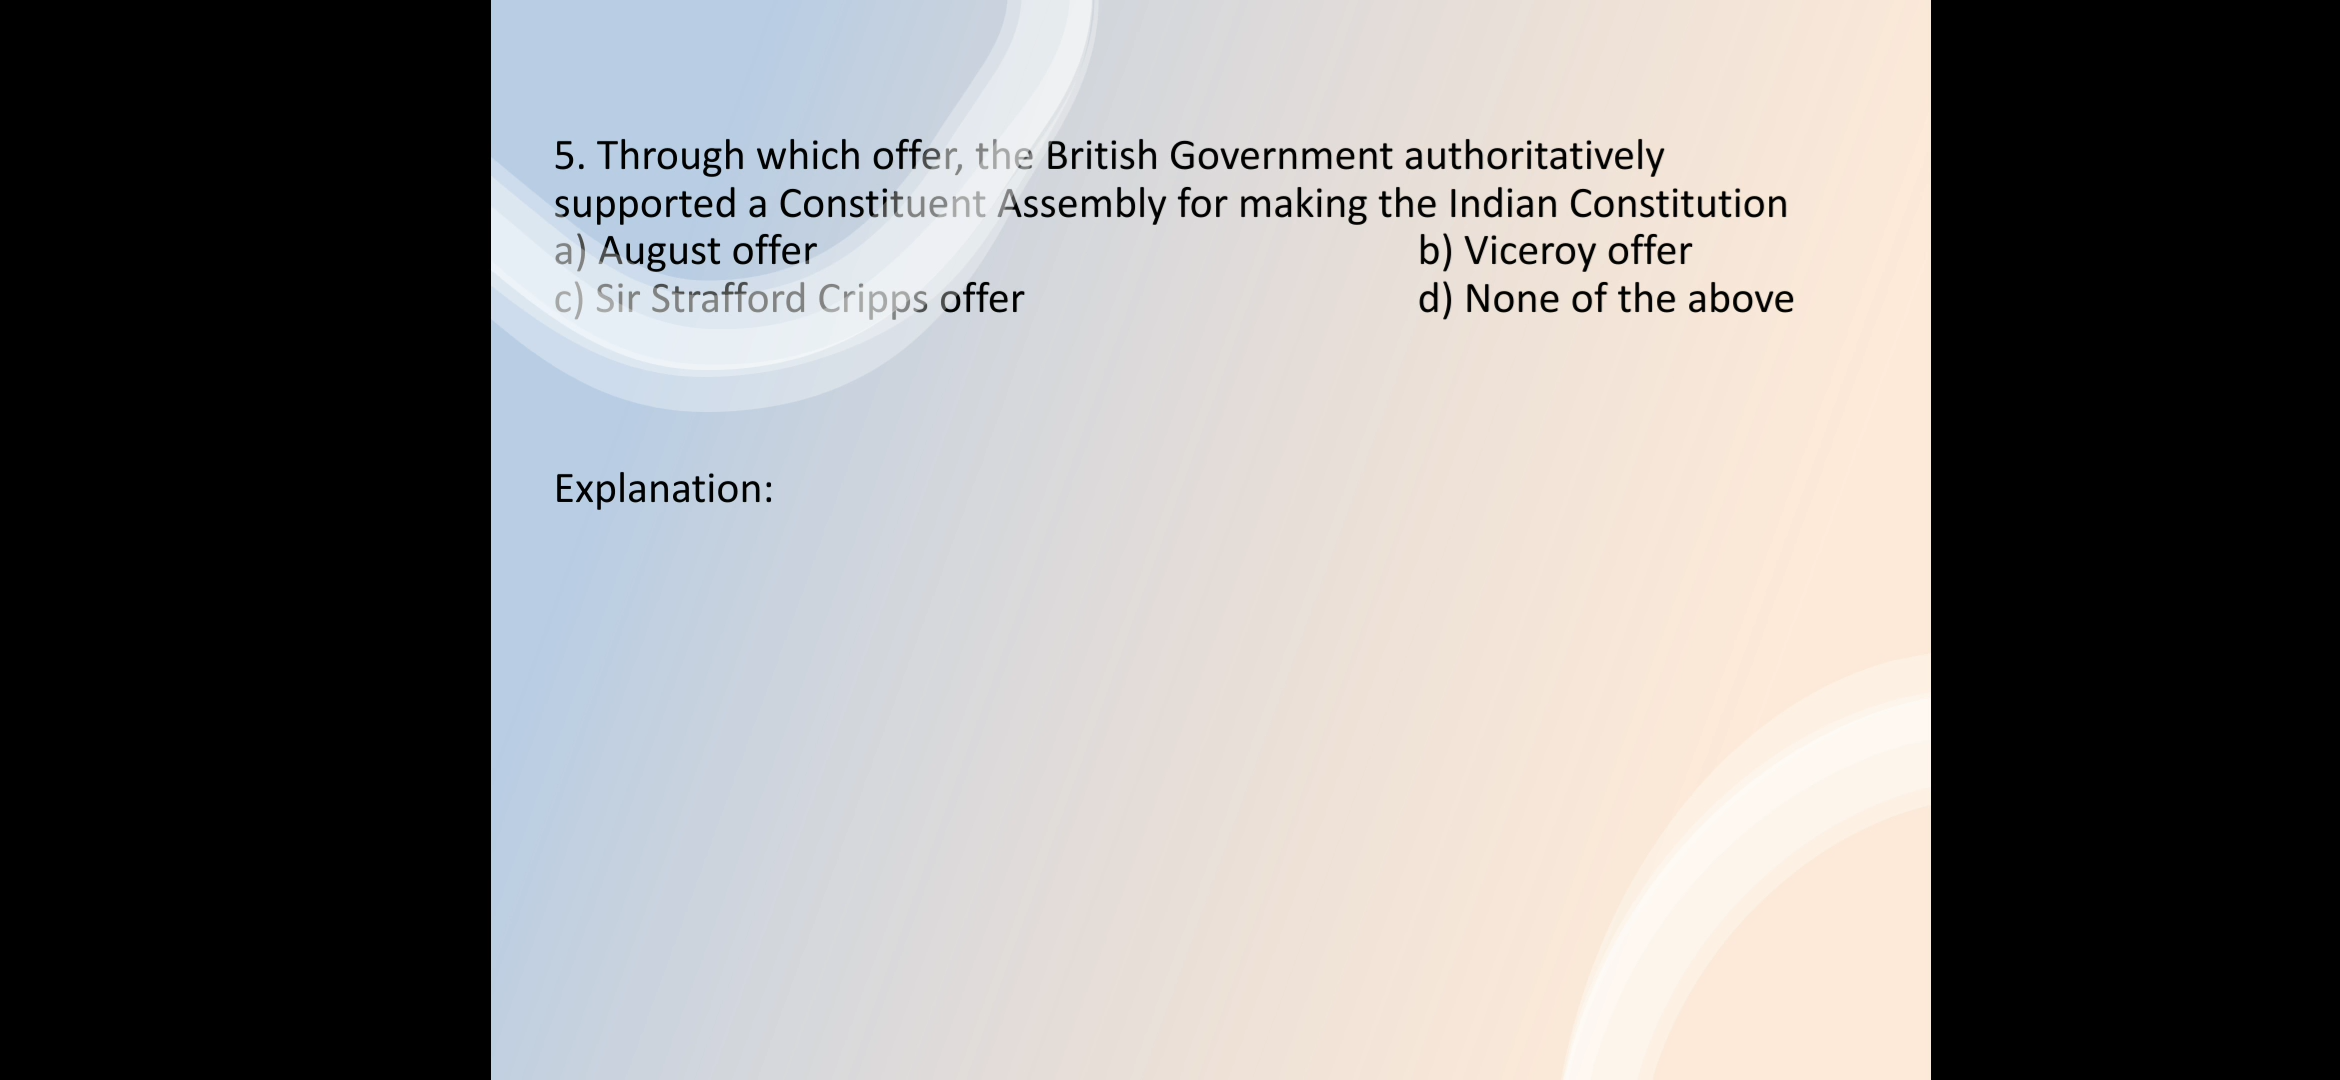 5. Through which offer, the British Government authoritatively
supported a Constituent Assembly for making the Indian Constitution
a) August offer b) Viceroy offer
c) Sir Strafford Cripps offer d) None of the above
Explanation: